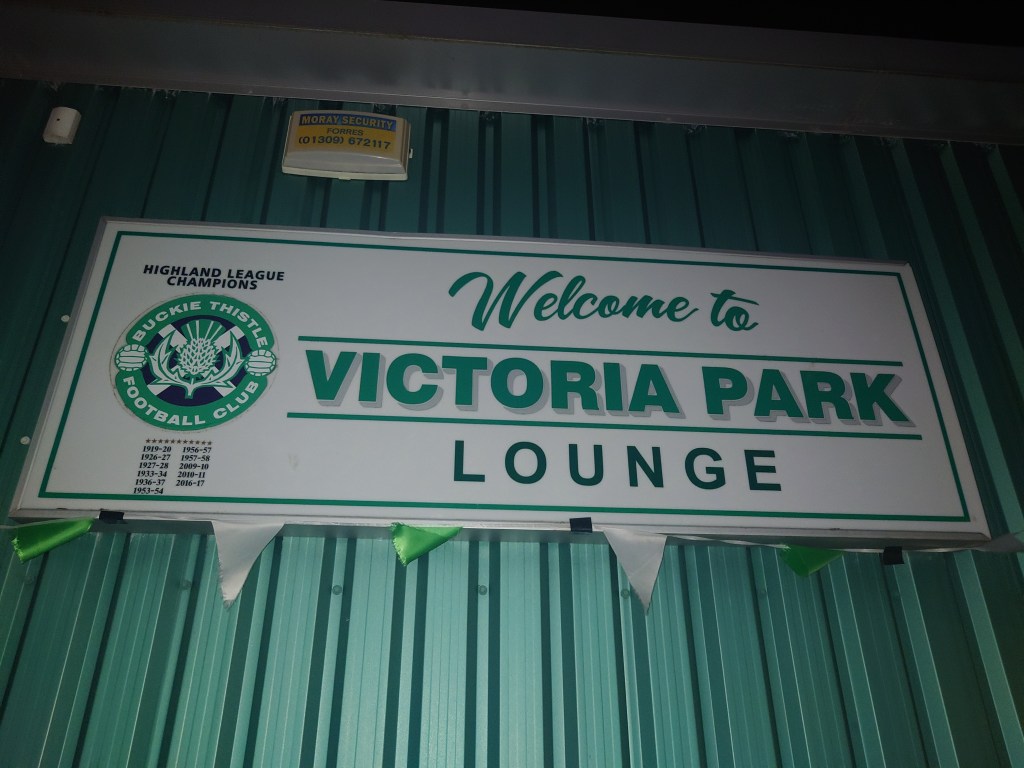 MORAY SECURITY
FORRES
(01309) 672117
HIGHLAND LEAGUE
CHAMPIONS
BUCKIE THISTLE
FOOTBALL CLUB
★★★★★★★★★★★
1919-20 1956-57
1926-27 1957-58
1927-28 2009-10
1933-34 2010-11
1936-37 2016-17
1953-54
Welcome to
VICTORIA PARK
LOUNGE